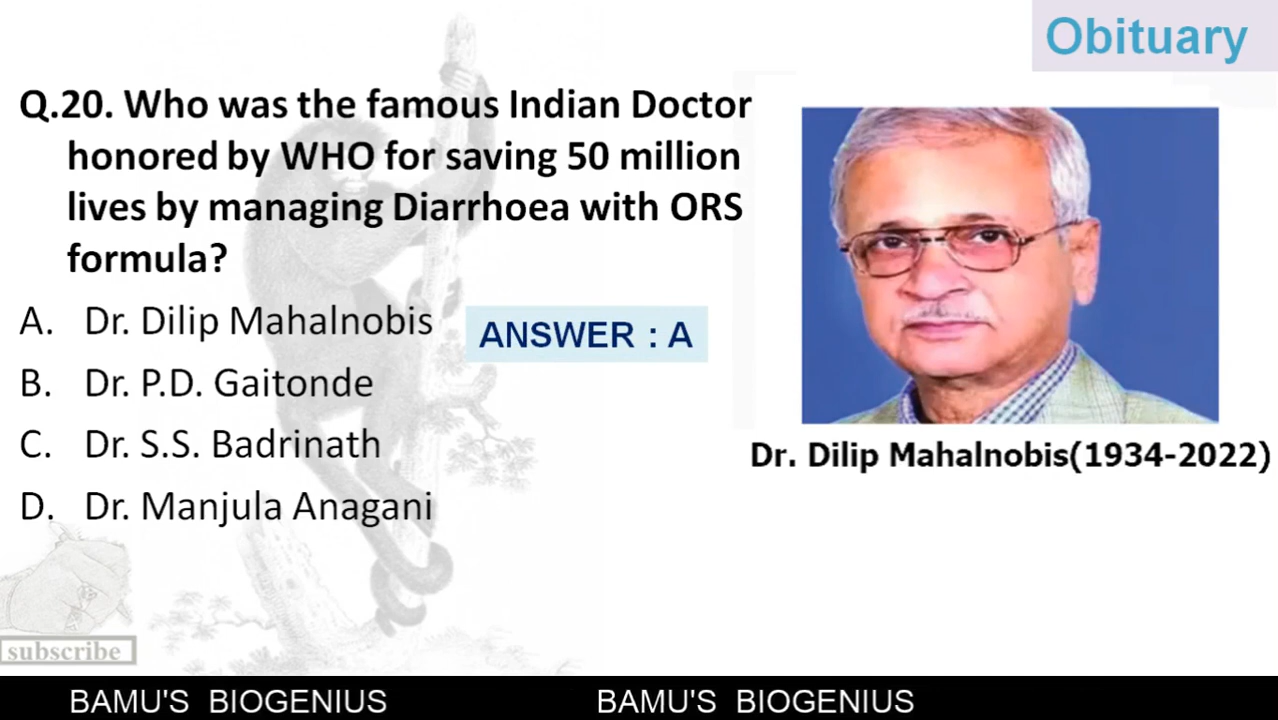 Obituary
Q.20. Who was the famous Indian Doctor
honored by WHO for saving 50 million
lives by managing Diarrhoea with ORS
formula?
A. Dr. Dilip Mahalnobis
ANSWER : A
B. Dr. P.D. Gaitonde
C. Dr. S.S. Badrinath
D. Dr. Manjula Anagani
Dr. Dilip Mahalnobis(1934-2022)
subscribe
BAMU'S BIOGENIUS BAMU'S BIOGENIUS